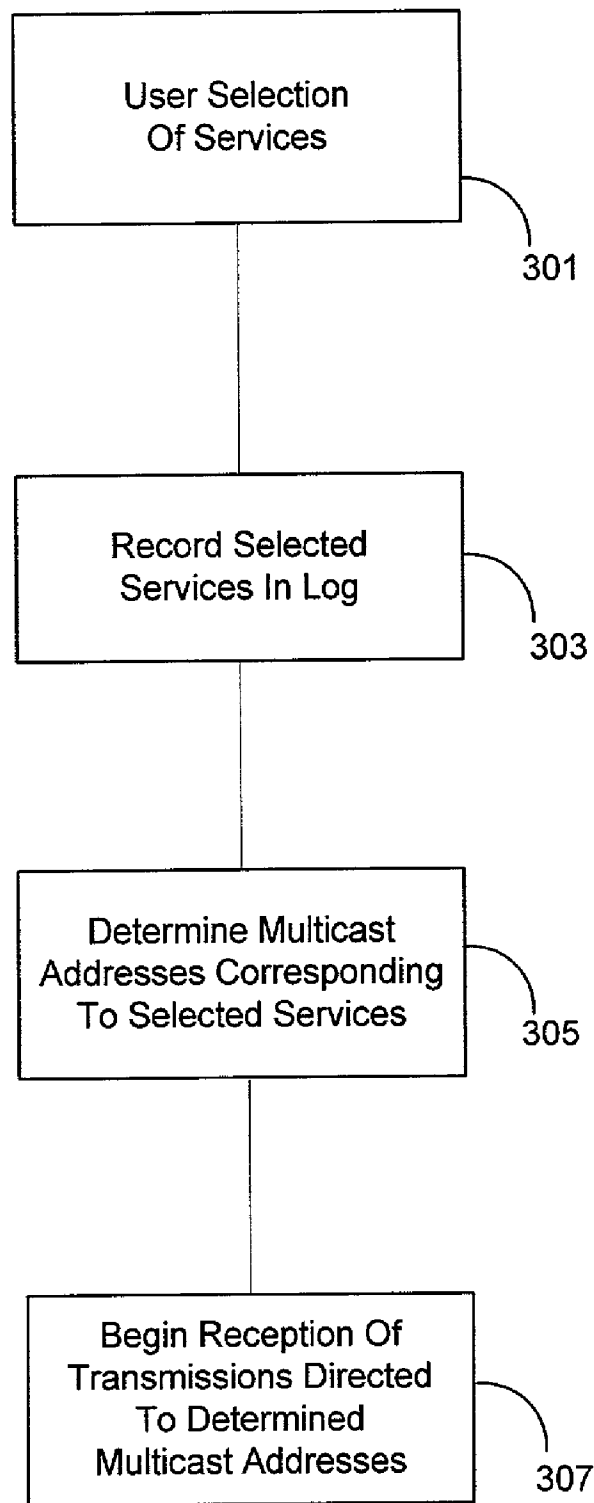 User Selection
Of Services
301
Record Selected
Services In Log
303
Determine Multicast
Addresses Corresponding
To Selected Services
305
Begin Reception Of
Transmissions Directed
To Determined
Multicast Addresses
307